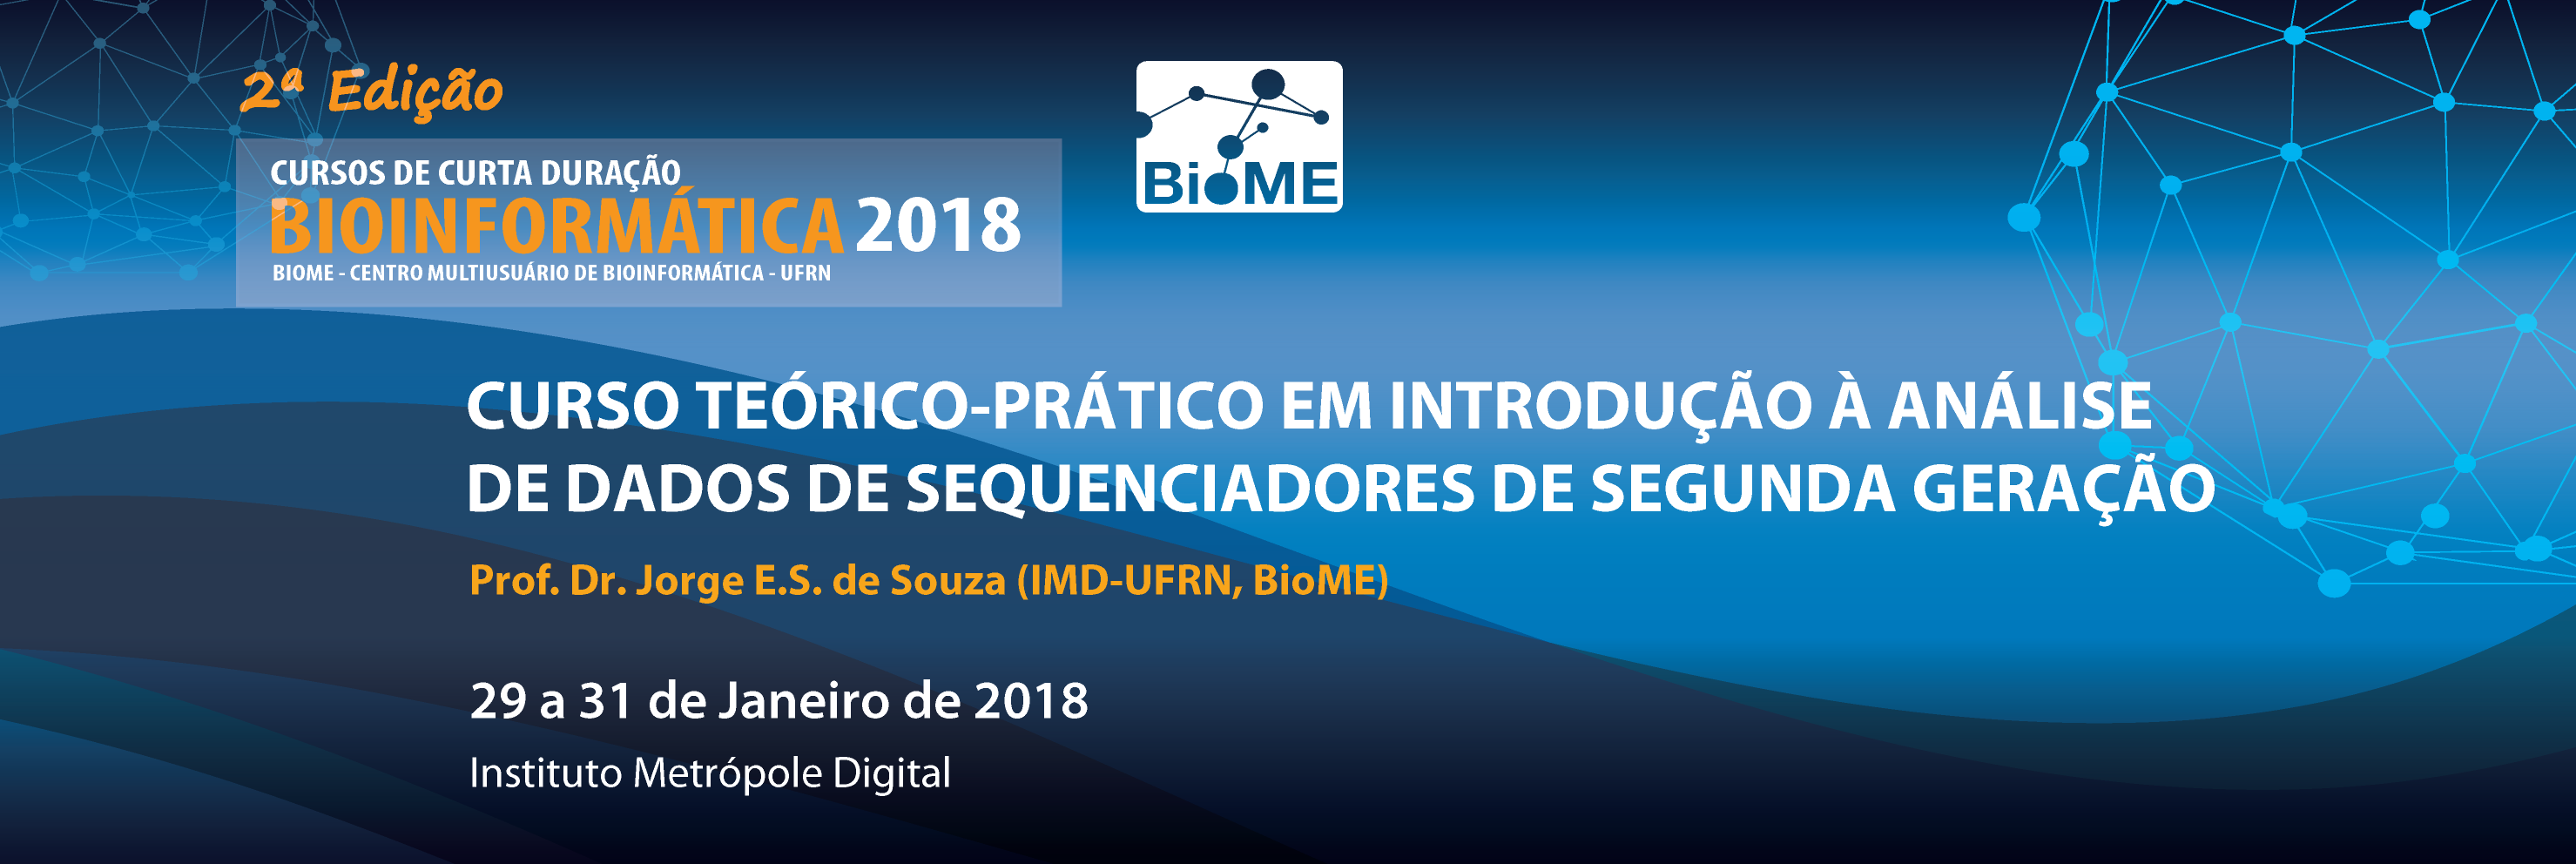 2ª Edição
CURSOS DE CURTA DURAÇÃO
BIOINFORMÁTICA 2018
BIOME - CENTRO MULTIUSUÁRIO DE BIOINFORMÁTICA - UFRN
BioME
CURSO TEÓRICO-PRÁTICO EM INTRODUÇÃO À ANÁLISE
DE DADOS DE SEQUENCIADORES DE SEGUNDA GERAÇÃO
Prof. Dr. Jorge E.S. de Souza (IMD-UFRN, BioME)
29 a 31 de Janeiro de 2018
Instituto Metrópole Digital